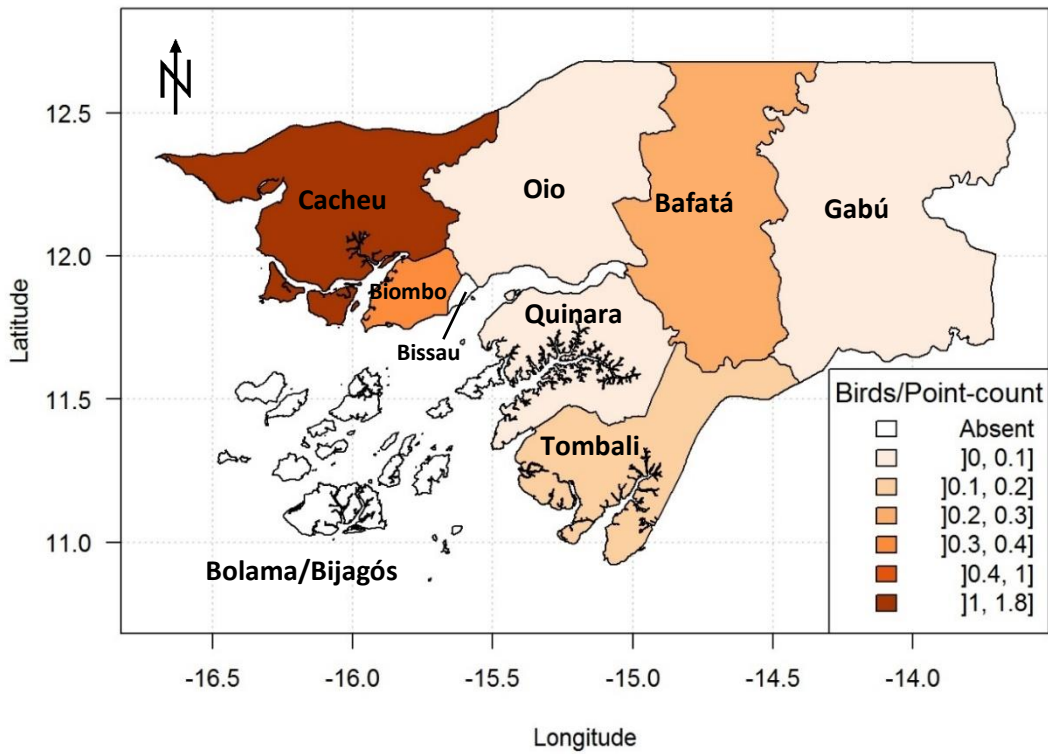 N
12.5
12.0
11.5
11.0
Latitude
Cacheu
Oio
Bafatá
Gabú
Biombo
Bissau
Quinara
Tombali
Bolama/Bijagós
Birds/Point-count
Absent
]0, 0.1]
]0.1, 0.2]
]0.2, 0.3]
]0.3, 0.4]
]0.4, 1]
]1, 1.8]
-16.5 -16.0 -15.5 -15.0 -14.5 -14.0
Longitude